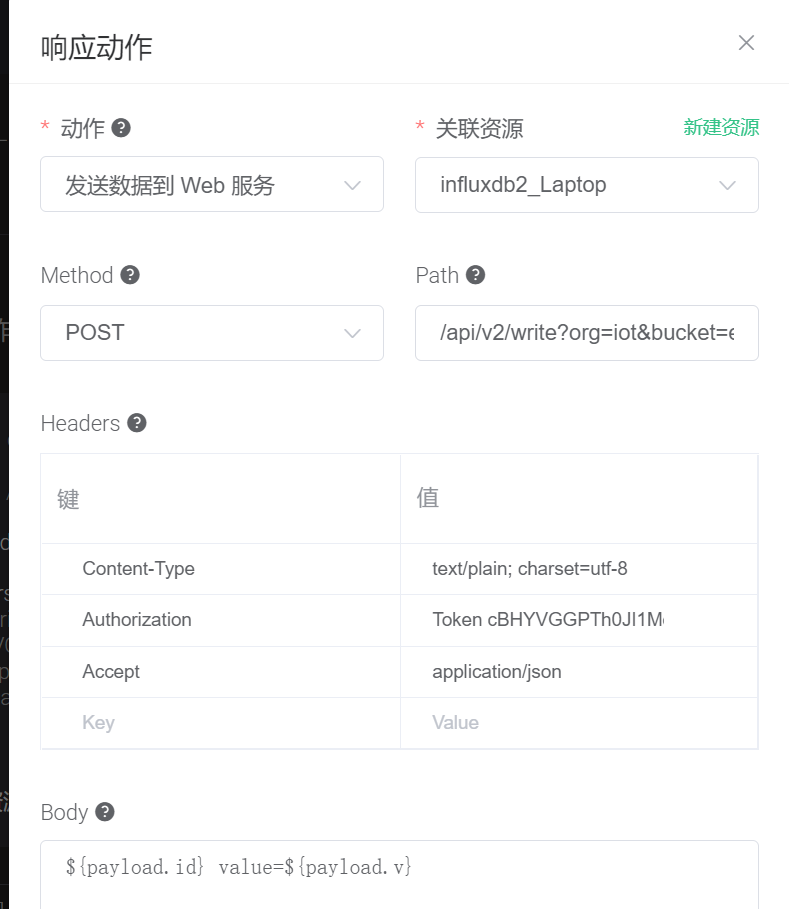 响应动作
* 动作
* 关联资源 新建资源
发送数据到 Web 服务
influxdb2_Laptop
Method
Path
POST
/api/v2/write?org=iot&bucket=e
Headers
键 值
Content-Type text/plain; charset=utf-8
Authorization Token cBHYVGGPTh0JI1M
Accept application/json
Key Value
Body
${payload.id} value=${payload.v}